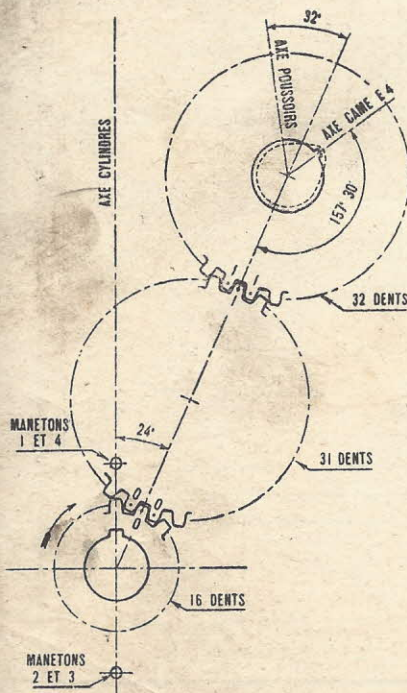 32°
AXE POUSSOIRS
AXE CAME E4
AXE CYLINDRES
157° 30'
32 DENTS
MANETONS
1 ET 4
24°
31 DENTS
16 DENTS
MANETONS
2 ET 3